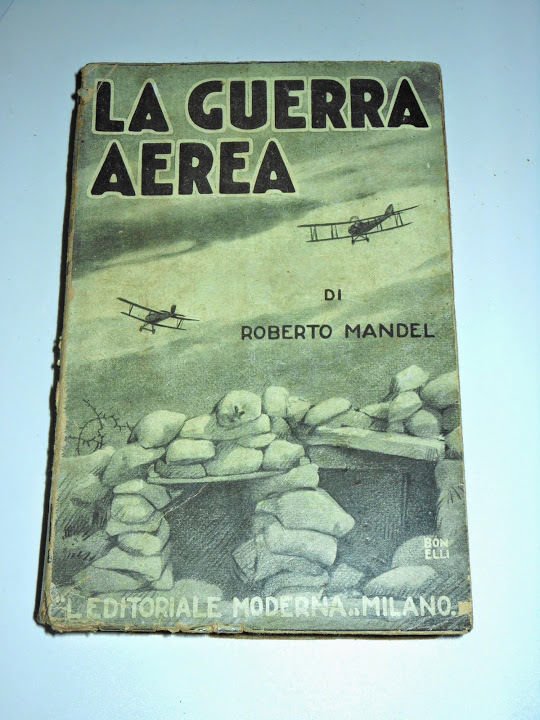 LA GUERRA
AEREA
DI
ROBERTO MANDEL
BON
ELLI
L'EDITORIALE MODERNA - MILANO.